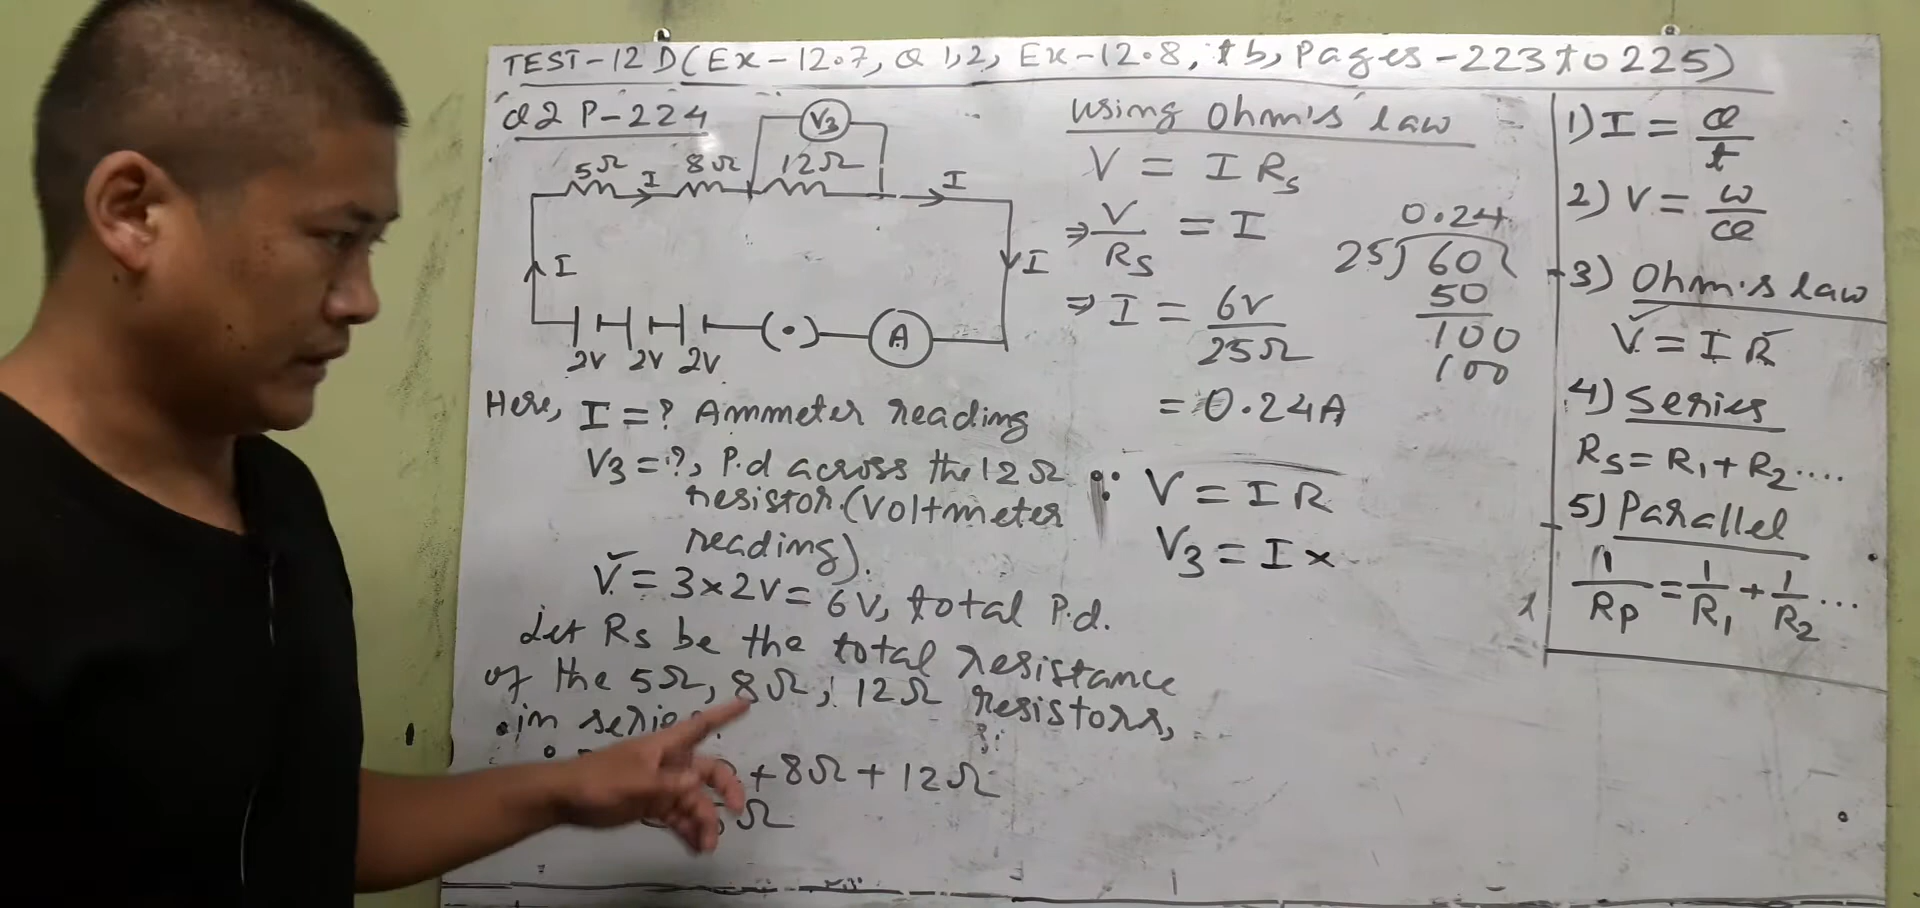 TEST-12D(Ex-12.7, Q 1,2, Ex-12.8, tb, Pages-223 to 225)
Q2 P-224
V3
5Ω I 8Ω 12Ω I
I
I
2V 2V 2V (•) A
Here, I = ? Ammeter reading
V3 = ?, P.d across the 12Ω
resistor.(Voltmeter
reading).
V = 3×2V = 6V, total P.d.
Let Rs be the total resistance
of the 5Ω, 8Ω, 12Ω resistors,
in series
+8Ω + 12Ω
5Ω
Using Ohm's law
V = I Rs
⇒ V/Rs = I
⇒ I = 6V/25Ω
= 0.24A
0.24
25) 60 (
50
100
100
∵ V = IR
V3 = I ×
1) I = Q/t
2) V = W/Q
3) Ohm's law
V = I R
4) Series
Rs = R1 + R2 ....
5) Parallel
1/RP = 1/R1 + 1/R2 ...